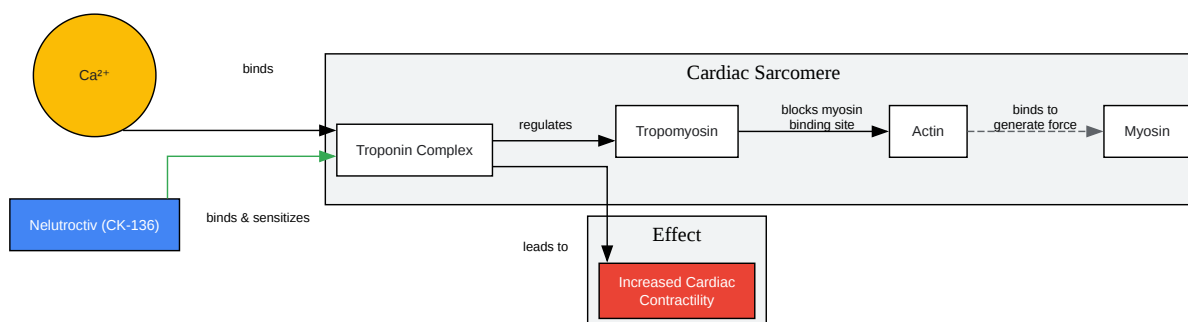 Ca²⁺
binds
Cardiac Sarcomere
Troponin Complex
regulates
Tropomyosin
blocks myosin
binding site
Actin
binds to
generate force
Myosin
Nelutroctiv (CK-136)
binds & sensitizes
leads to
Effect
Increased Cardiac
Contractility